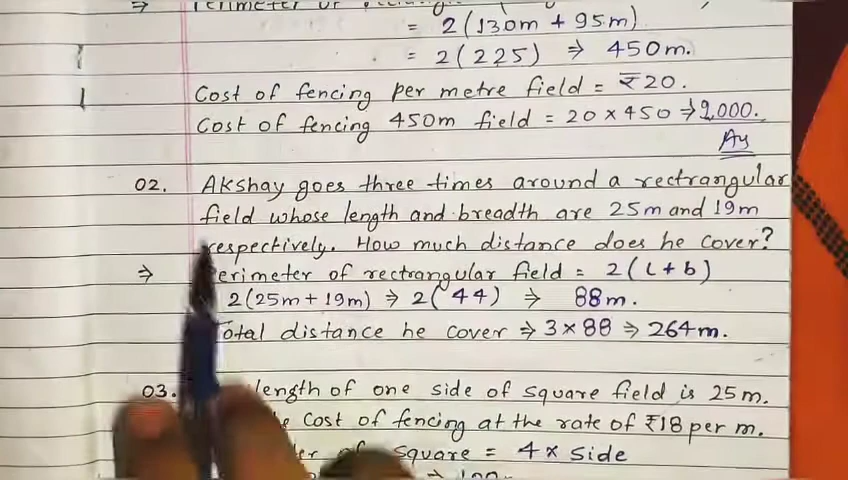 ⇒ Perimeter of
= 2(130m + 95m)
= 2(225) ⇒ 450m.
Cost of fencing per metre field = ₹20.
Cost of fencing 450m field = 20 × 450 ⇒ 9,000.
02. Akshay goes three times around a rectrangular
field whose length and breadth are 25m and 19m
respectively. How much distance does he cover?
⇒ Perimeter of rectrangular field = 2(l+b)
2(25m + 19m) ⇒ 2(44) ⇒ 88m.
Total distance he cover ⇒ 3×88 ⇒ 264m.
03. length of one side of square field is 25m.
cost of fencing at the rate of ₹18 per m.
square = 4 × side